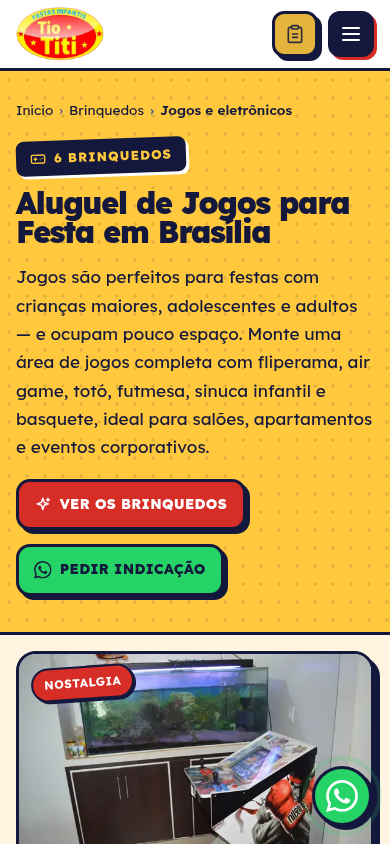 FESTAS INFANTIS
Tio
Titi
Início › Brinquedos › Jogos e eletrônicos
6 BRINQUEDOS
Aluguel de Jogos para
Festa em Brasília
Jogos são perfeitos para festas com
crianças maiores, adolescentes e adultos
— e ocupam pouco espaço. Monte uma
área de jogos completa com fliperama, air
game, totó, futmesa, sinuca infantil e
basquete, ideal para salões, apartamentos
e eventos corporativos.
VER OS BRINQUEDOS
PEDIR INDICAÇÃO
NOSTALGIA